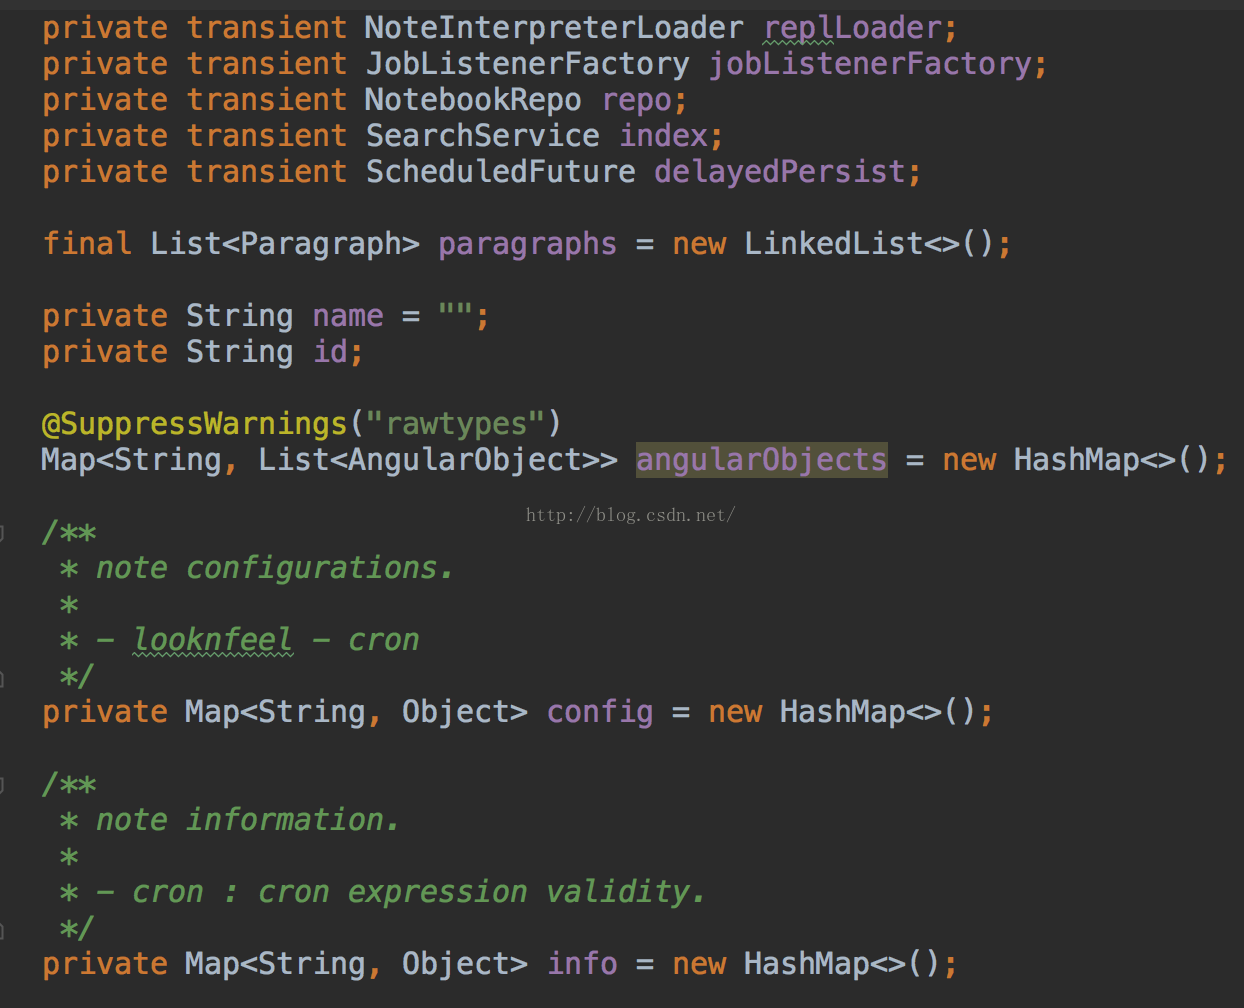 private transient NoteInterpreterLoader replLoader;
private transient JobListenerFactory jobListenerFactory;
private transient NotebookRepo repo;
private transient SearchService index;
private transient ScheduledFuture delayedPersist;
final List<Paragraph> paragraphs = new LinkedList<>();
private String name = "";
private String id;
@SuppressWarnings("rawtypes")
Map<String, List<AngularObject>> angularObjects = new HashMap<>();
http://blog.csdn.net/
/**
* note configurations.
*
* - looknfeel - cron
*/
private Map<String, Object> config = new HashMap<>();
/**
* note information.
*
* - cron : cron expression validity.
*/
private Map<String, Object> info = new HashMap<>();